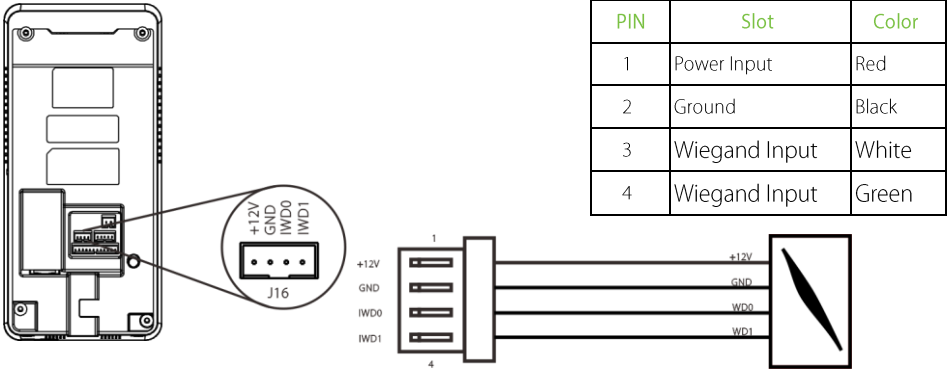 PIN Slot Color
1 Power Input Red
2 Ground Black
3 Wiegand Input White
4 Wiegand Input Green
+12V
GND
IWD0
IWD1
J16
1
+12V
GND
IWD0
IWD1
4
+12V
GND
WD0
WD1